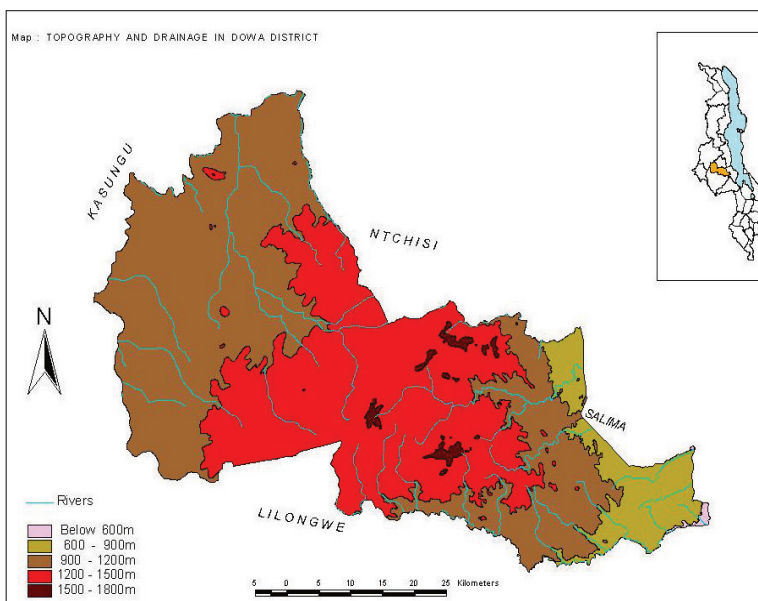 Map : TOPOGRAPHY AND DRAINAGE IN DOWA DISTRICT
KASUNGU
NTCHISI
N
SALIMA
LILONGWE
Rivers
Below 600m
600 - 900m
900 - 1200m
1200 - 1500m
1500 - 1800m
5 0 5 10 15 20 25 Kilometers